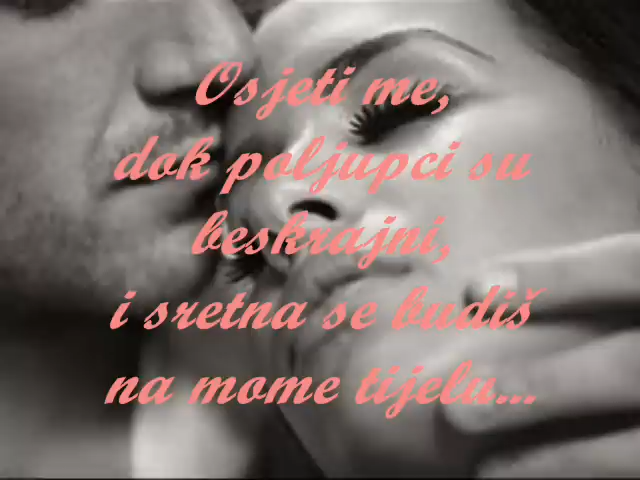 Osjeti me,
dok poljupci su
beskrajni,
i sretna se budiš
na mome tijelu...